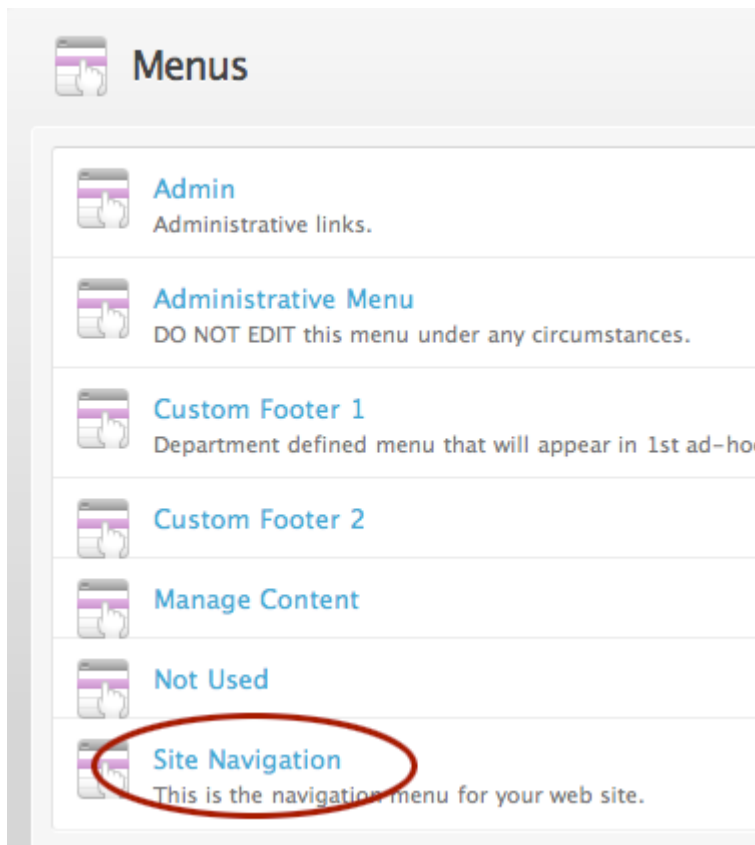 Menus
Admin
Administrative links.
Administrative Menu
DO NOT EDIT this menu under any circumstances.
Custom Footer 1
Department defined menu that will appear in 1st ad-hoc
Custom Footer 2
Manage Content
Not Used
Site Navigation
This is the navigation menu for your web site.